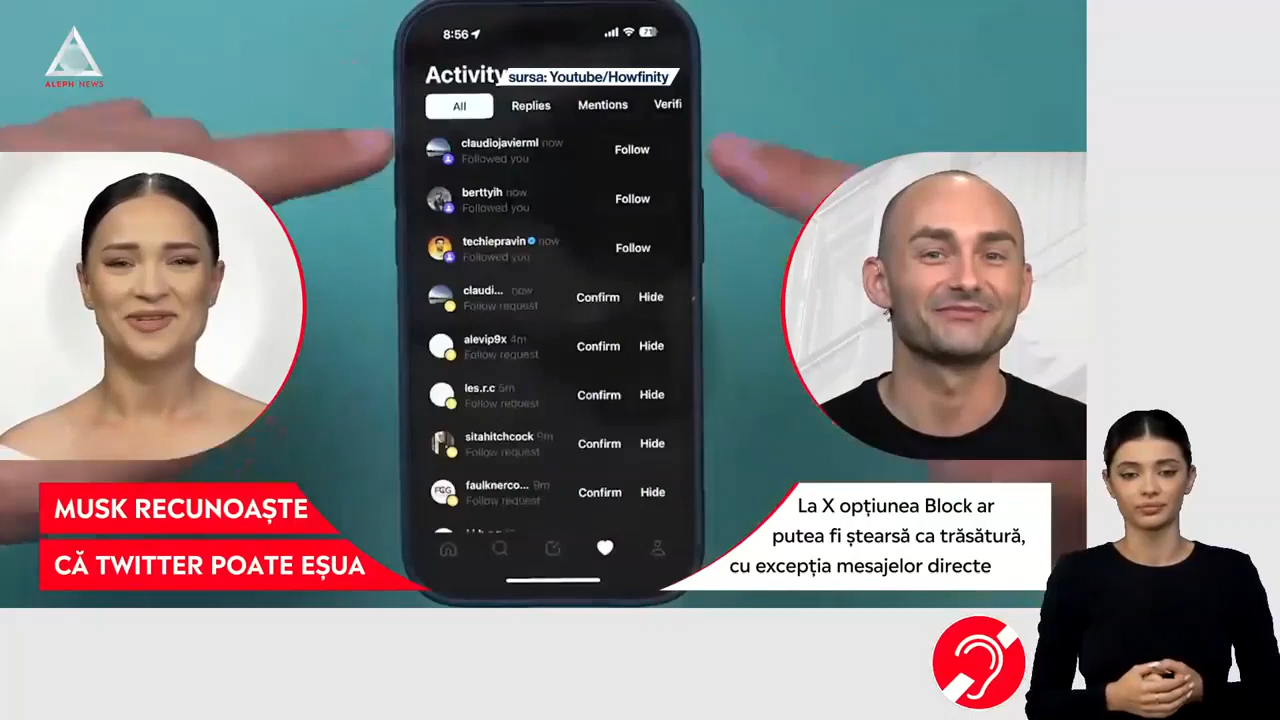 8:56
71
ALEPH NEWS
Activity
sursa: Youtube/Howfinity
All Replies Mentions Verifi
claudiojavierml now
Followed you
Follow
berttyih now
Followed you
Follow
techiepravin now
Followed you
Follow
claudi... now
Follow request
Confirm Hide
alevip9x 4m
Follow request
Confirm Hide
les.r.c 5m
Follow request
Confirm Hide
sitahitchcock 9m
Follow request
Confirm Hide
faulknerco... 9m
Follow request
Confirm Hide
MUSK RECUNOAȘTE
CĂ TWITTER POATE EȘUA
La X opțiunea Block ar
putea fi ștearsă ca trăsătură,
cu excepția mesajelor directe